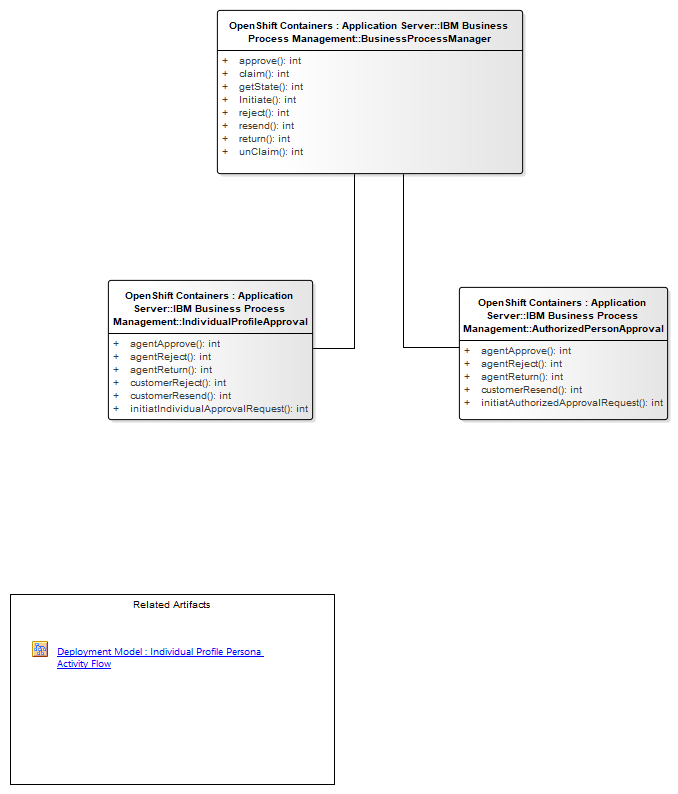 OpenShift Containers : Application Server::IBM Business
Process Management::BusinessProcessManager
+ approve(): int
+ claim(): int
+ getState(): int
+ Initiate(): int
+ reject(): int
+ resend(): int
+ return(): int
+ unClaim(): int
OpenShift Containers : Application
Server::IBM Business Process
Management::IndividualProfileApproval
+ agentApprove(): int
+ agentReject(): int
+ agentReturn(): int
+ customerReject(): int
+ customerResend(): int
+ initiatIndividualApprovalRequest(): int
OpenShift Containers : Application
Server::IBM Business Process
Management::AuthorizedPersonApproval
+ agentApprove(): int
+ agentReject(): int
+ agentReturn(): int
+ customerResend(): int
+ initiatAuthorizedApprovalRequest(): int
Related Artifacts
Deployment Model : Individual Profile Persona
Activity Flow